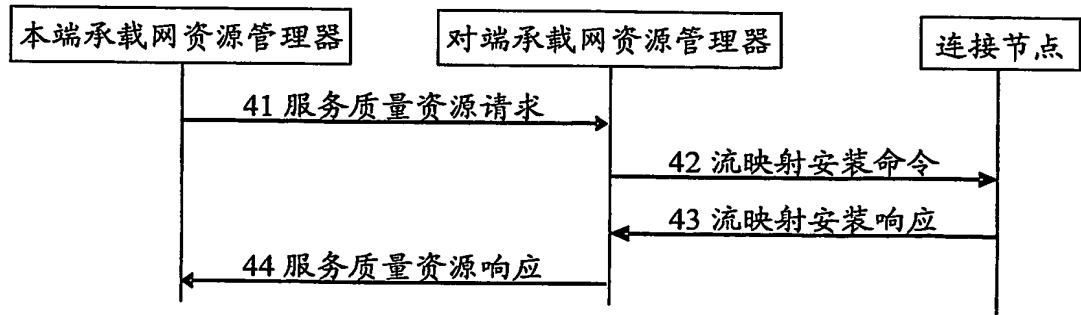 本端承载网资源管理器
对端承载网资源管理器
连接节点
41 服务质量资源请求
42 流映射安装命令
43 流映射安装响应
44 服务质量资源响应